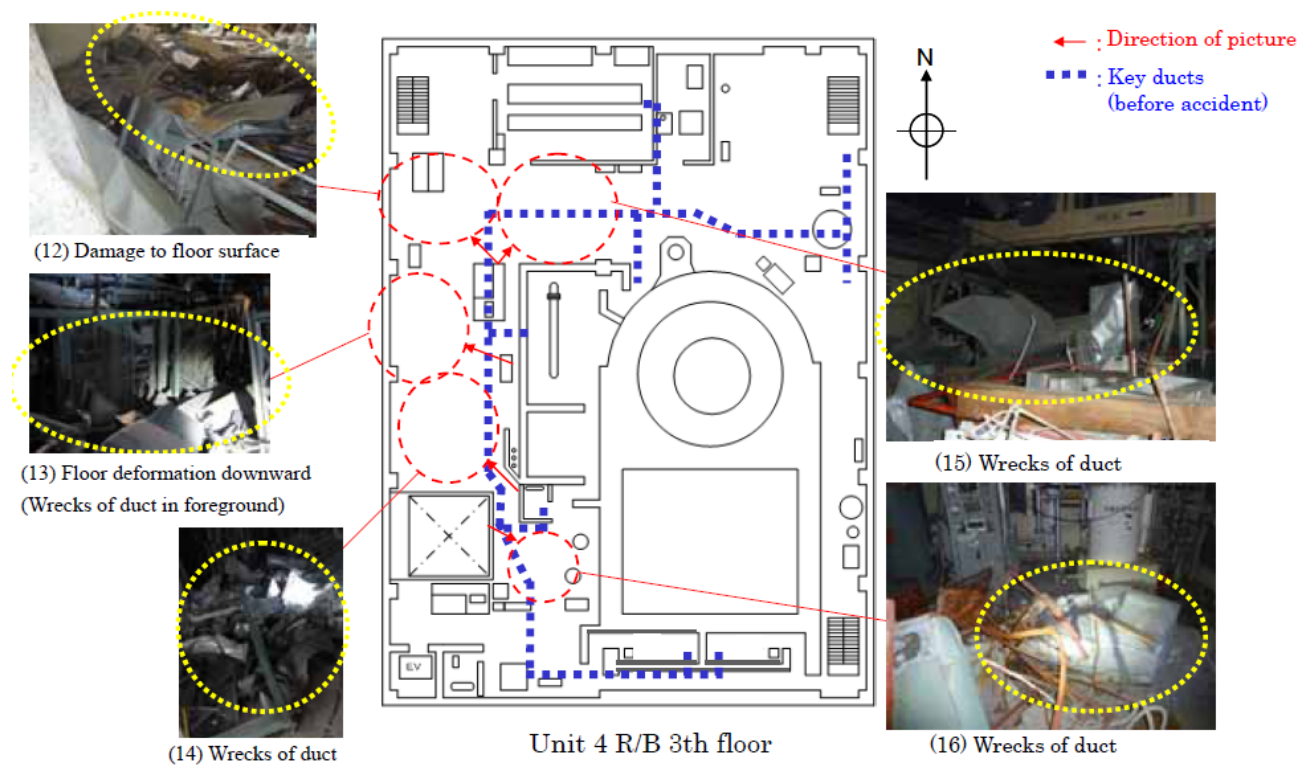 : Direction of picture
: Key ducts
(before accident)
N
(12) Damage to floor surface
(13) Floor deformation downward
(Wrecks of duct in foreground)
(14) Wrecks of duct
(15) Wrecks of duct
(16) Wrecks of duct
EV
Unit 4 R/B 3th floor